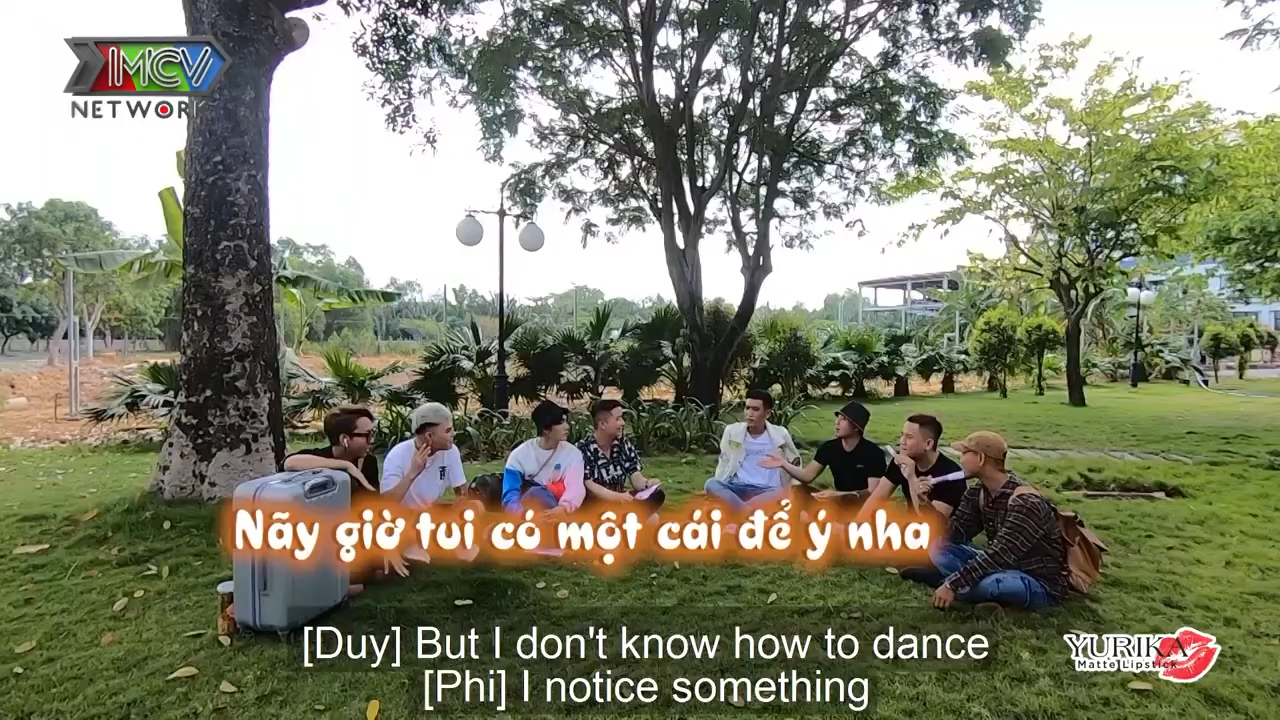 MCV
NETWORK
Nãy giờ tui có một cái để ý nha
[Duy] But I don't know how to dance
[Phi] I notice something
YURIKA
Matte Lipstick